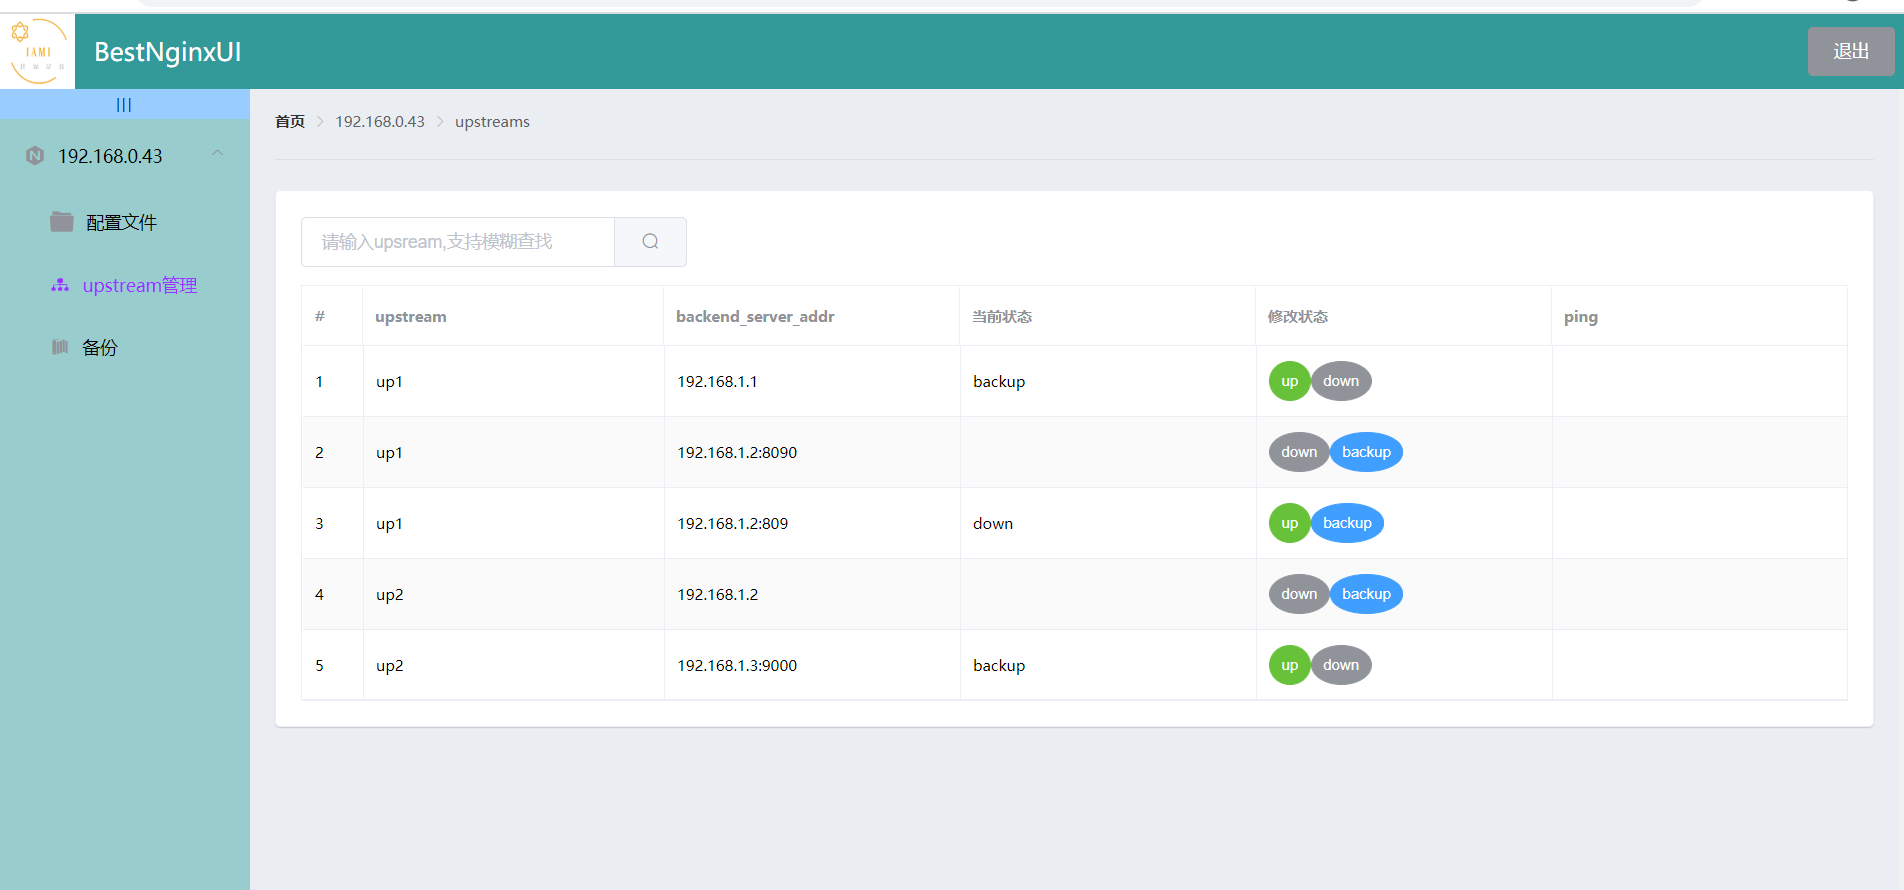 IAMI
BestNginxUI
退出
192.168.0.43
配置文件
upstream管理
备份
首页 192.168.0.43 upstreams
请输入upsream,支持模糊查找
# upstream backend_server_addr 当前状态 修改状态 ping
1 up1 192.168.1.1 backup up down
2 up1 192.168.1.2:8090 down backup
3 up1 192.168.1.2:809 down up backup
4 up2 192.168.1.2 down backup
5 up2 192.168.1.3:9000 backup up down